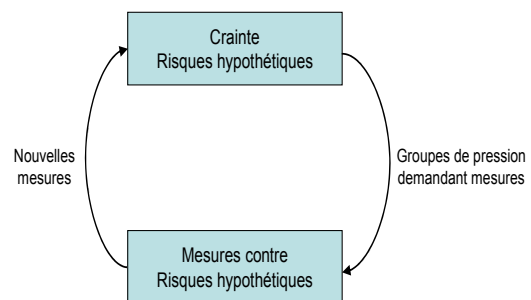 Crainte
Risques hypothétiques
Nouvelles
mesures
Groupes de pression
demandant mesures
Mesures contre
Risques hypothétiques